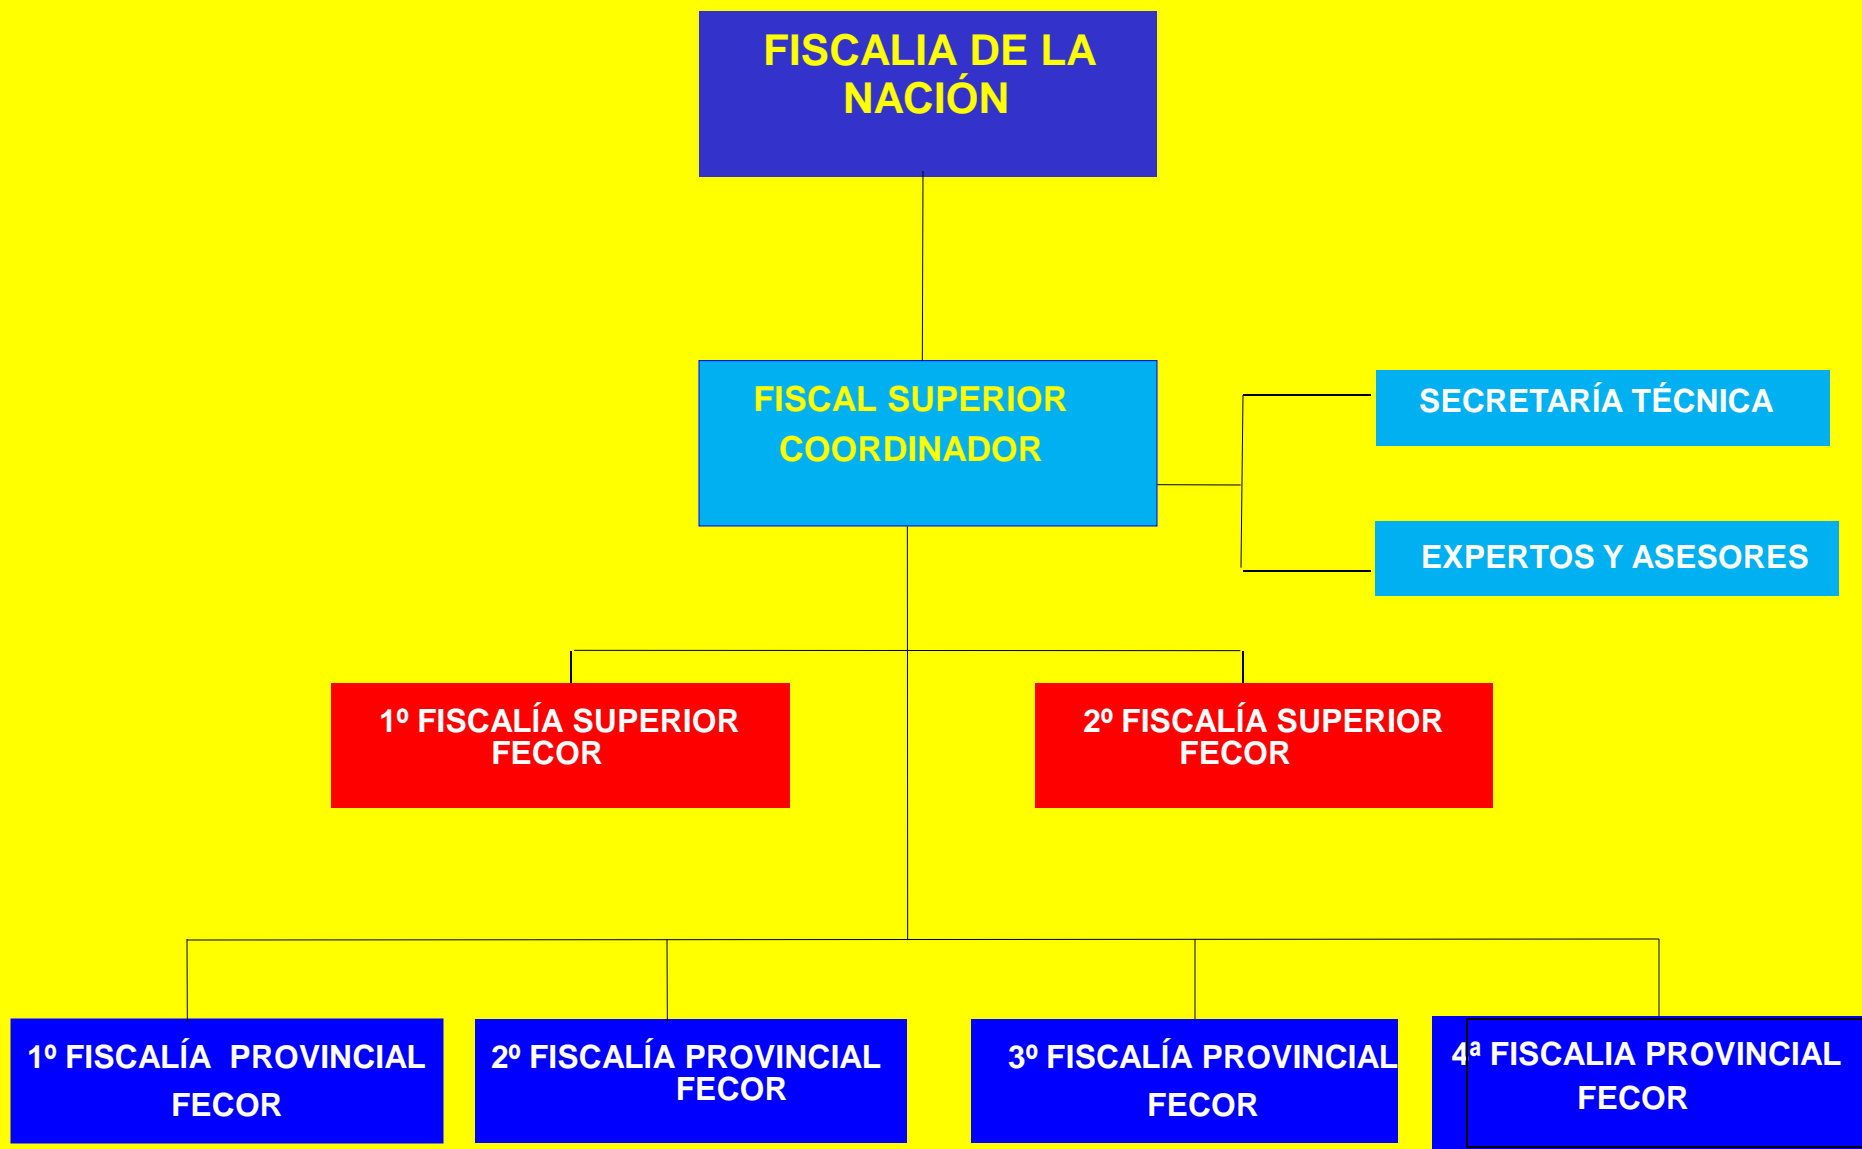 FISCALIA DE LA
NACIÓN
FISCAL SUPERIOR
COORDINADOR
SECRETARÍA TÉCNICA
EXPERTOS Y ASESORES
1º FISCALÍA SUPERIOR
FECOR
2º FISCALÍA SUPERIOR
FECOR
1º FISCALÍA PROVINCIAL
FECOR
2º FISCALÍA PROVINCIAL
FECOR
3º FISCALÍA PROVINCIAL
FECOR
4ª FISCALIA PROVINCIAL
FECOR